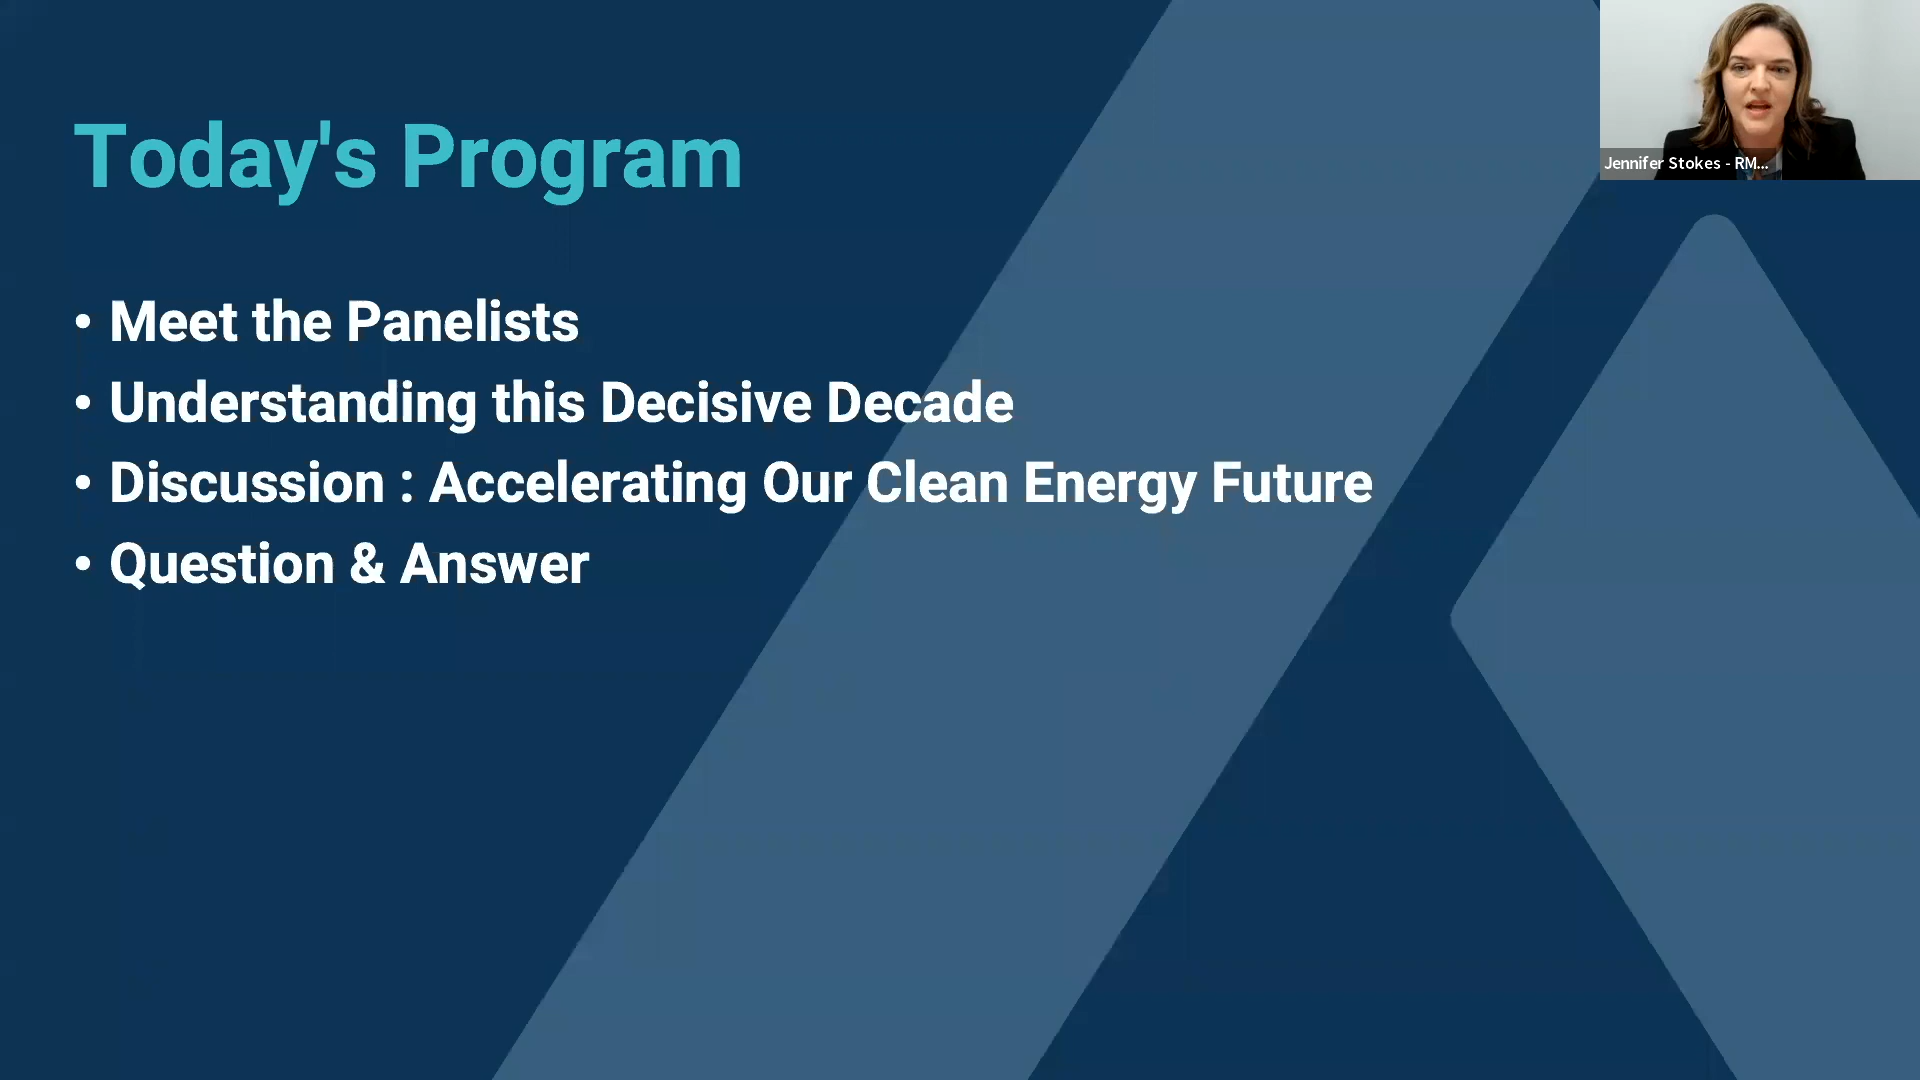 Today's Program
• Meet the Panelists
• Understanding this Decisive Decade
• Discussion : Accelerating Our Clean Energy Future
• Question & Answer
Jennifer Stokes - RM...